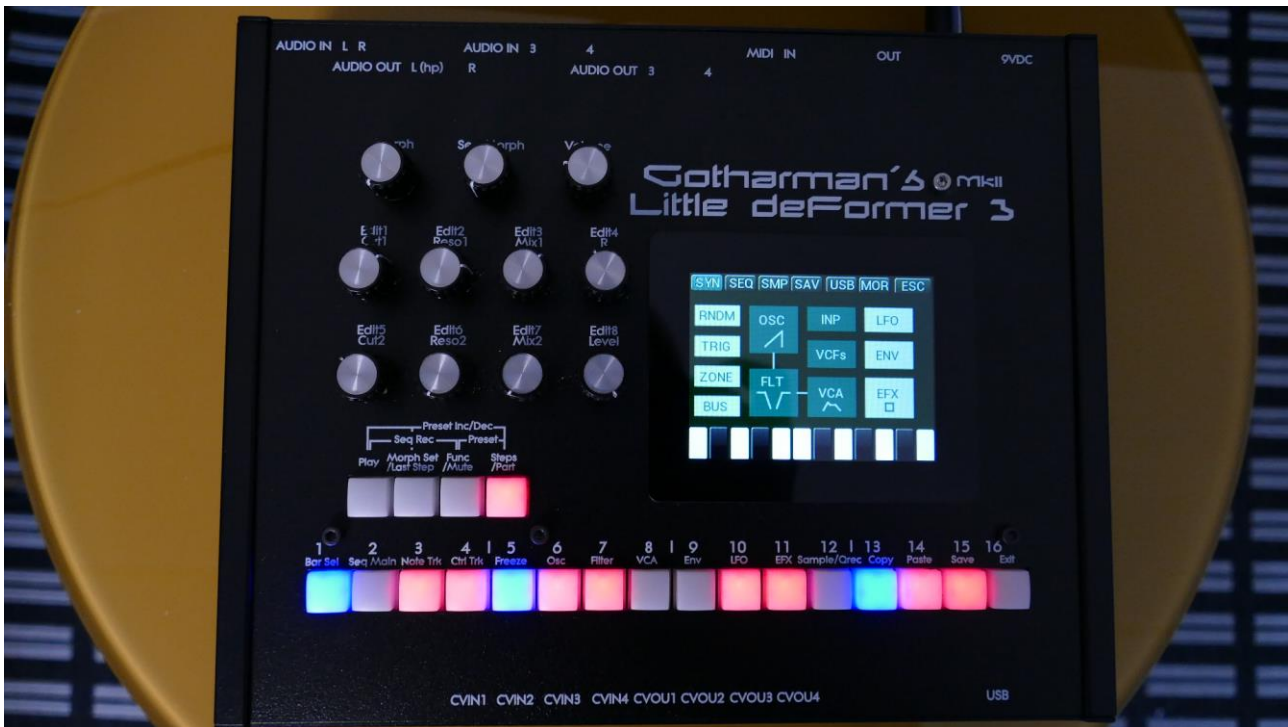 AUDIO IN L R AUDIO IN 3 4 MIDI IN OUT 9VDC
AUDIO OUT L (hp) R AUDIO OUT 3 4
Gotharman´s mkII
Little deFormer 3
Edit1 Edit2 Edit3 Edit4
Cut1 Reso1 Mix1 R
SYN SEQ SMP SAV USB MOR ESC
RNDM OSC INP LFO
TRIG VCFs ENV
ZONE FLT VCA EFX
BUS
Edit5 Edit6 Edit7 Edit8
Cut2 Reso2 Mix2 Level
Preset Inc/Dec
Seq Rec Preset
Play Morph Set Func Steps
/Last Step /Mute /Part
1 2 3 4 | 5 6 7 8 | 9 10 11 12 | 13 14 15 16
Bar Sel Seq Main Note Trk Ctrl Trk Freeze Osc Filter VCA Env LFO EFX Sample/Qrec Copy Paste Save Exit
CVIN1 CVIN2 CVIN3 CVIN4 CVOU1 CVOU2 CVOU3 CVOU4 USB